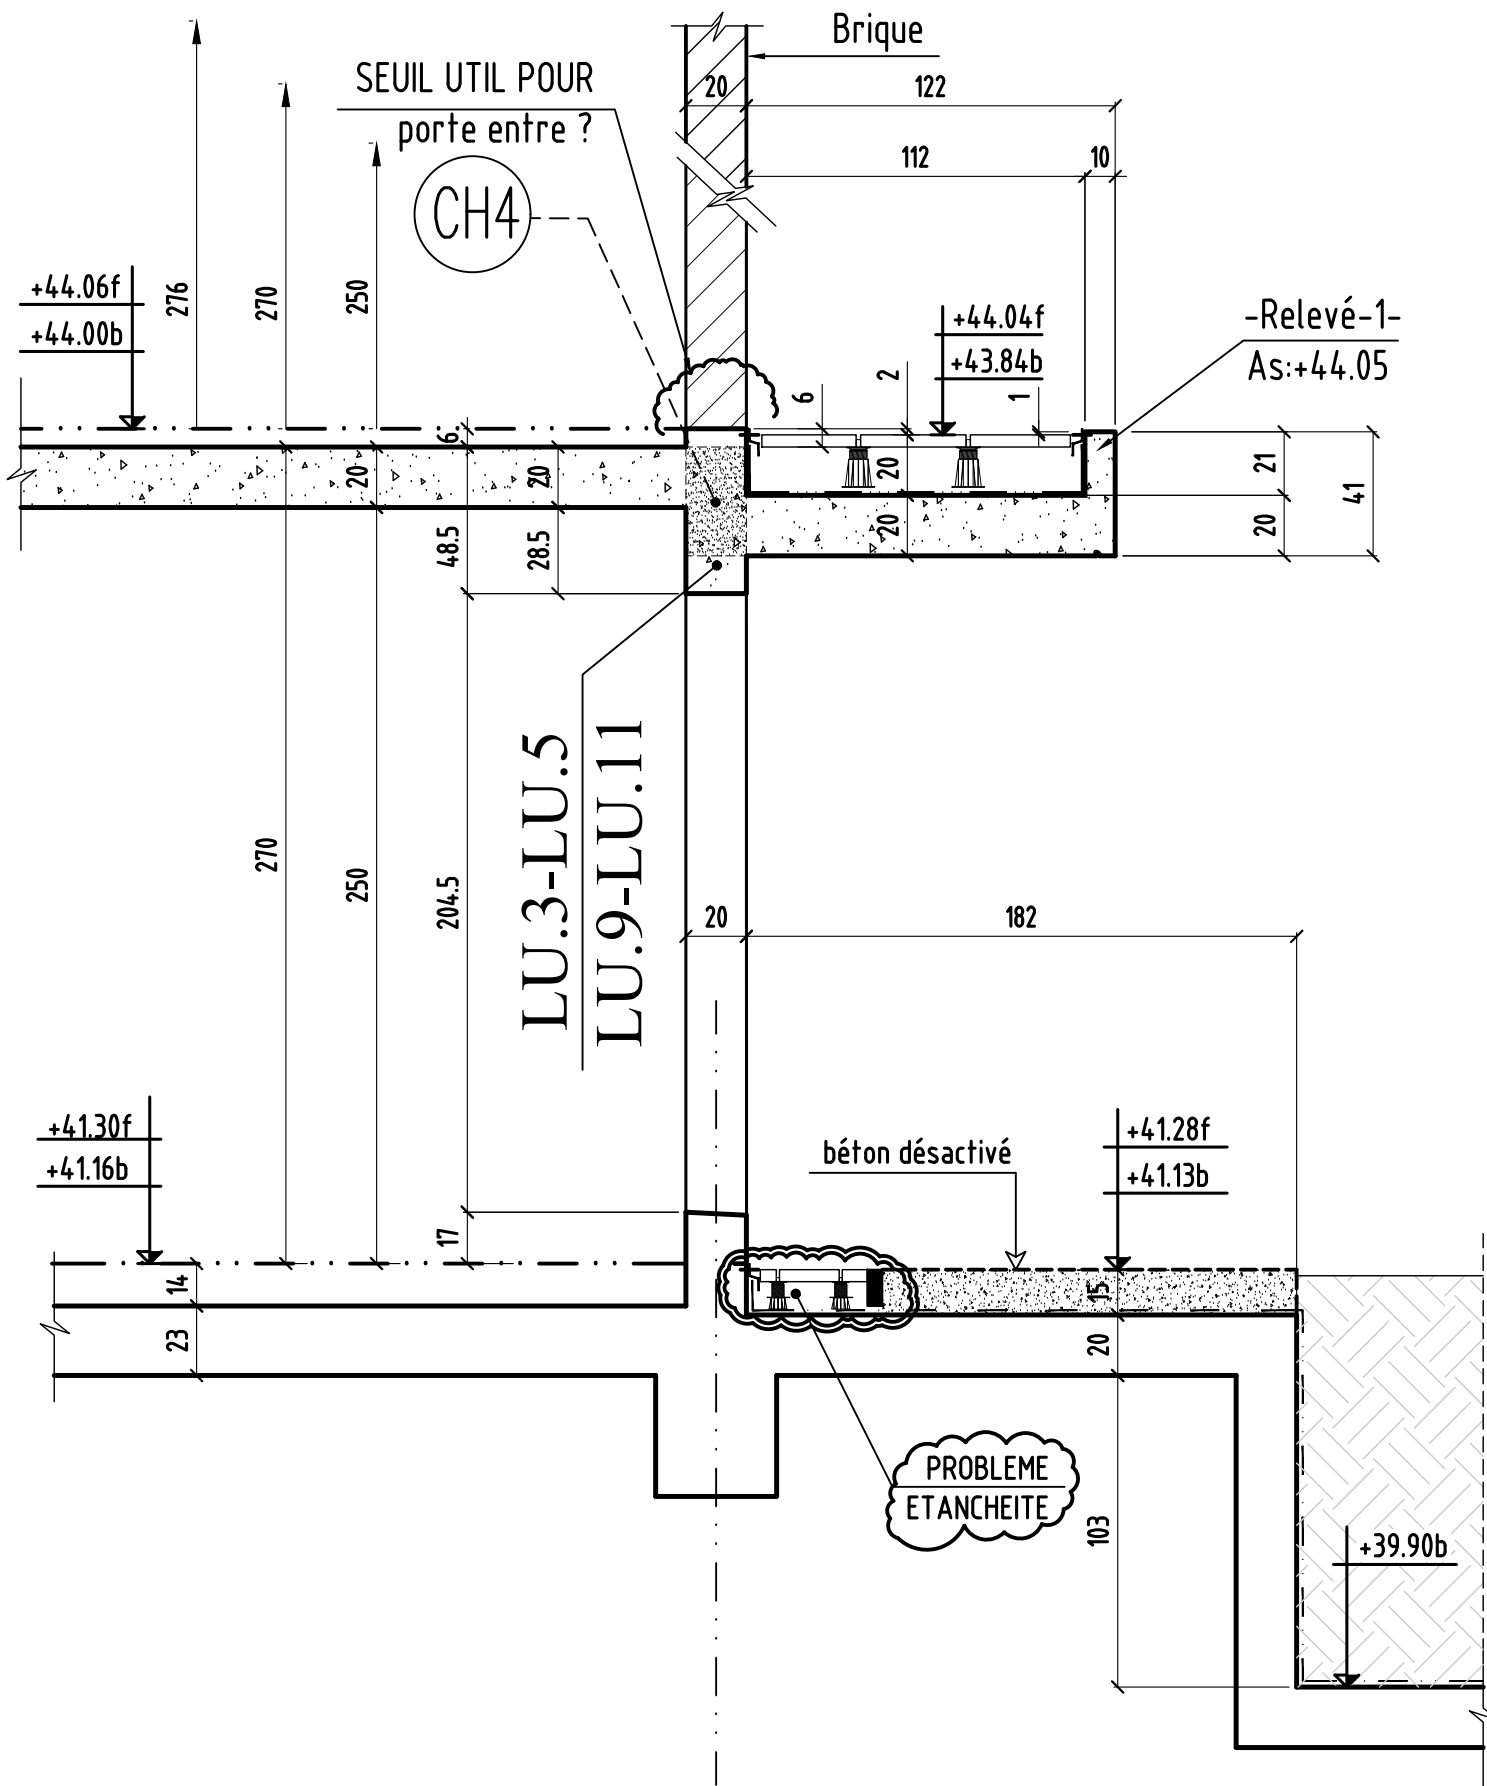 Brique
SEUIL UTIL POUR
porte entre ?
20
122
112
10
CH4
276
270
250
+44.06f
+44.00b
+44.04f
+43.84b
-Relevé-1-
As:+44.05
2
6
1
6
20
20
20
20
21
20
41
48.5
28.5
LU.3-LU.5
LU.9-LU.11
270
250
204.5
20
182
+41.30f
+41.16b
béton désactivé
+41.28f
+41.13b
17
14
23
15
20
PROBLEME
ETANCHEITE
103
+39.90b